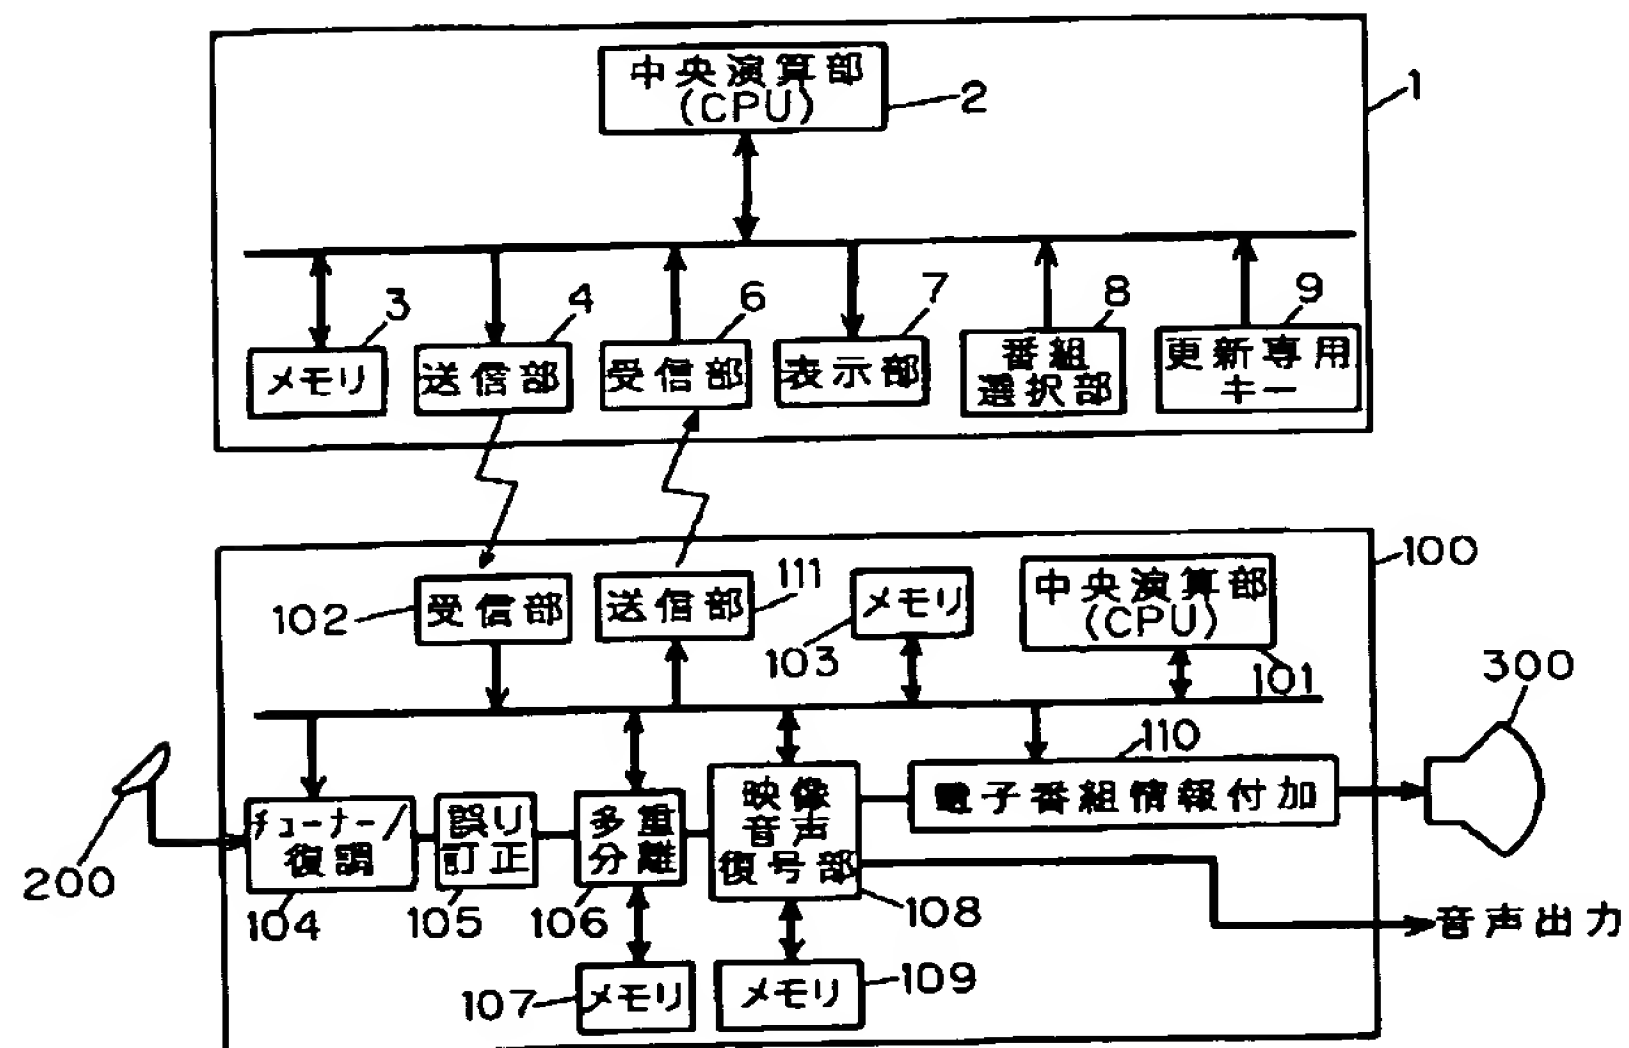 中央演算部
(CPU)
2
1
3
4
6
7
8
9
メモリ
送信部
受信部
表示部
番組
選択部
更新専用
キー
100
102
受信部
送信部
111
メモリ
103
中央演算部
(CPU)
101
300
110
200
チューナー/
復調
104
誤り
訂正
105
多重
分離
106
映像
音声
復号部
108
電子番組情報付加
音声出力
107
メモリ
メモリ
109